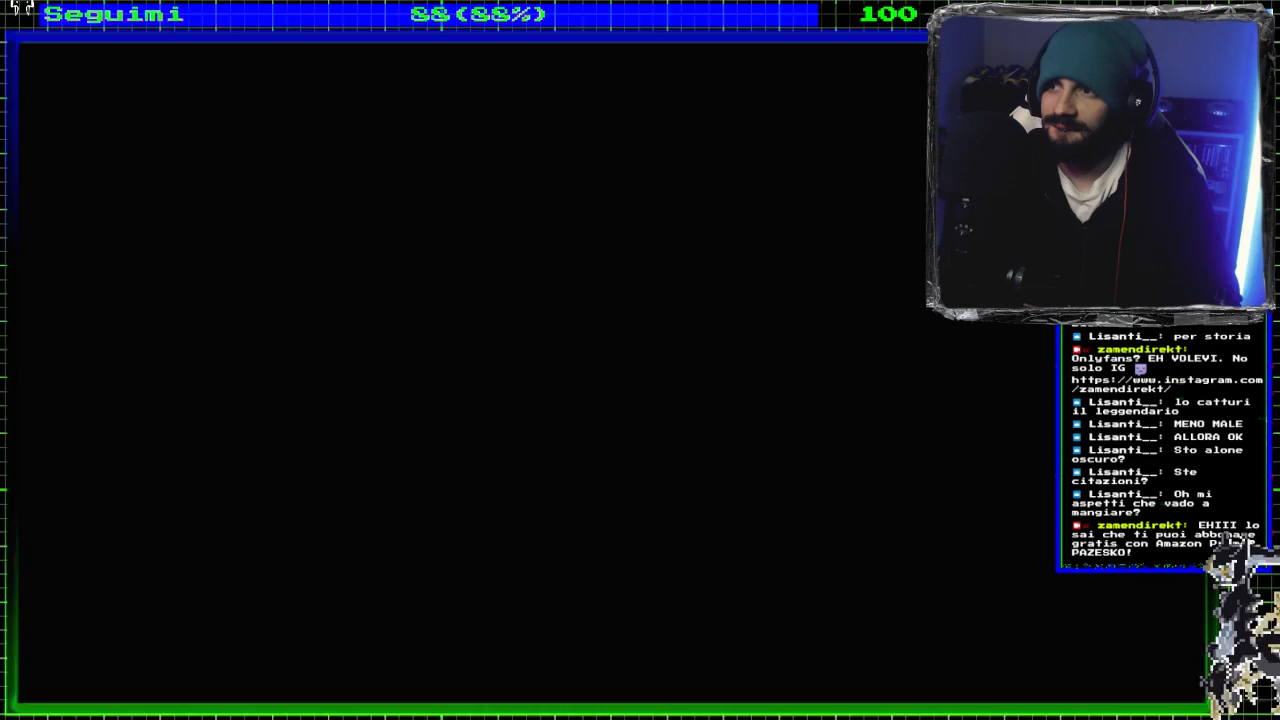 Seguimi 88(88%) 100
Lisanti__: per storia
zamendirekt:
Onlyfans? EH VOLEVI. No
solo IG
https://www.instagram.com
/zamendirekt/
Lisanti__: lo catturi
il leggendario
Lisanti__: MENO MALE
Lisanti__: ALLORA OK
Lisanti__: Sto alone
oscuro?
Lisanti__: Ste
citazioni?
Lisanti__: Oh mi
aspetti che vado a
mangiare?
zamendirekt: EHIII lo
sai che ti puoi abbonare
gratis con Amazon Prime?
PAZESKO!